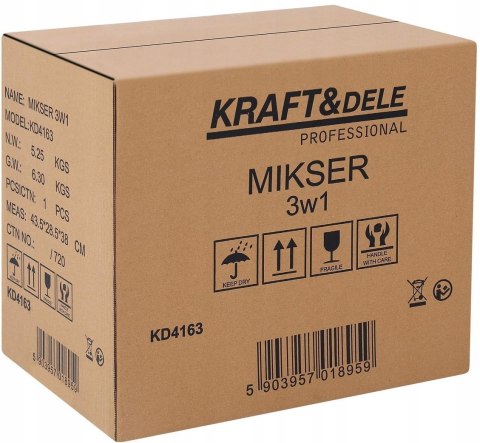 NAME: MIKSER 3W1
MODEL:KD4163
N.W.: 5.25 KGS
G.W.: 6.30 KGS
PCS/CTN: 1 PCS
MEAS: 43.5*28.5*38 CM
CTN NO.: / 720
KD4163
KRAFT&DELE
PROFESSIONAL
MIKSER
3w1
KEEP DRY
FRAGILE
HANDLE
WITH CARE
KD4163
5 903957 018959